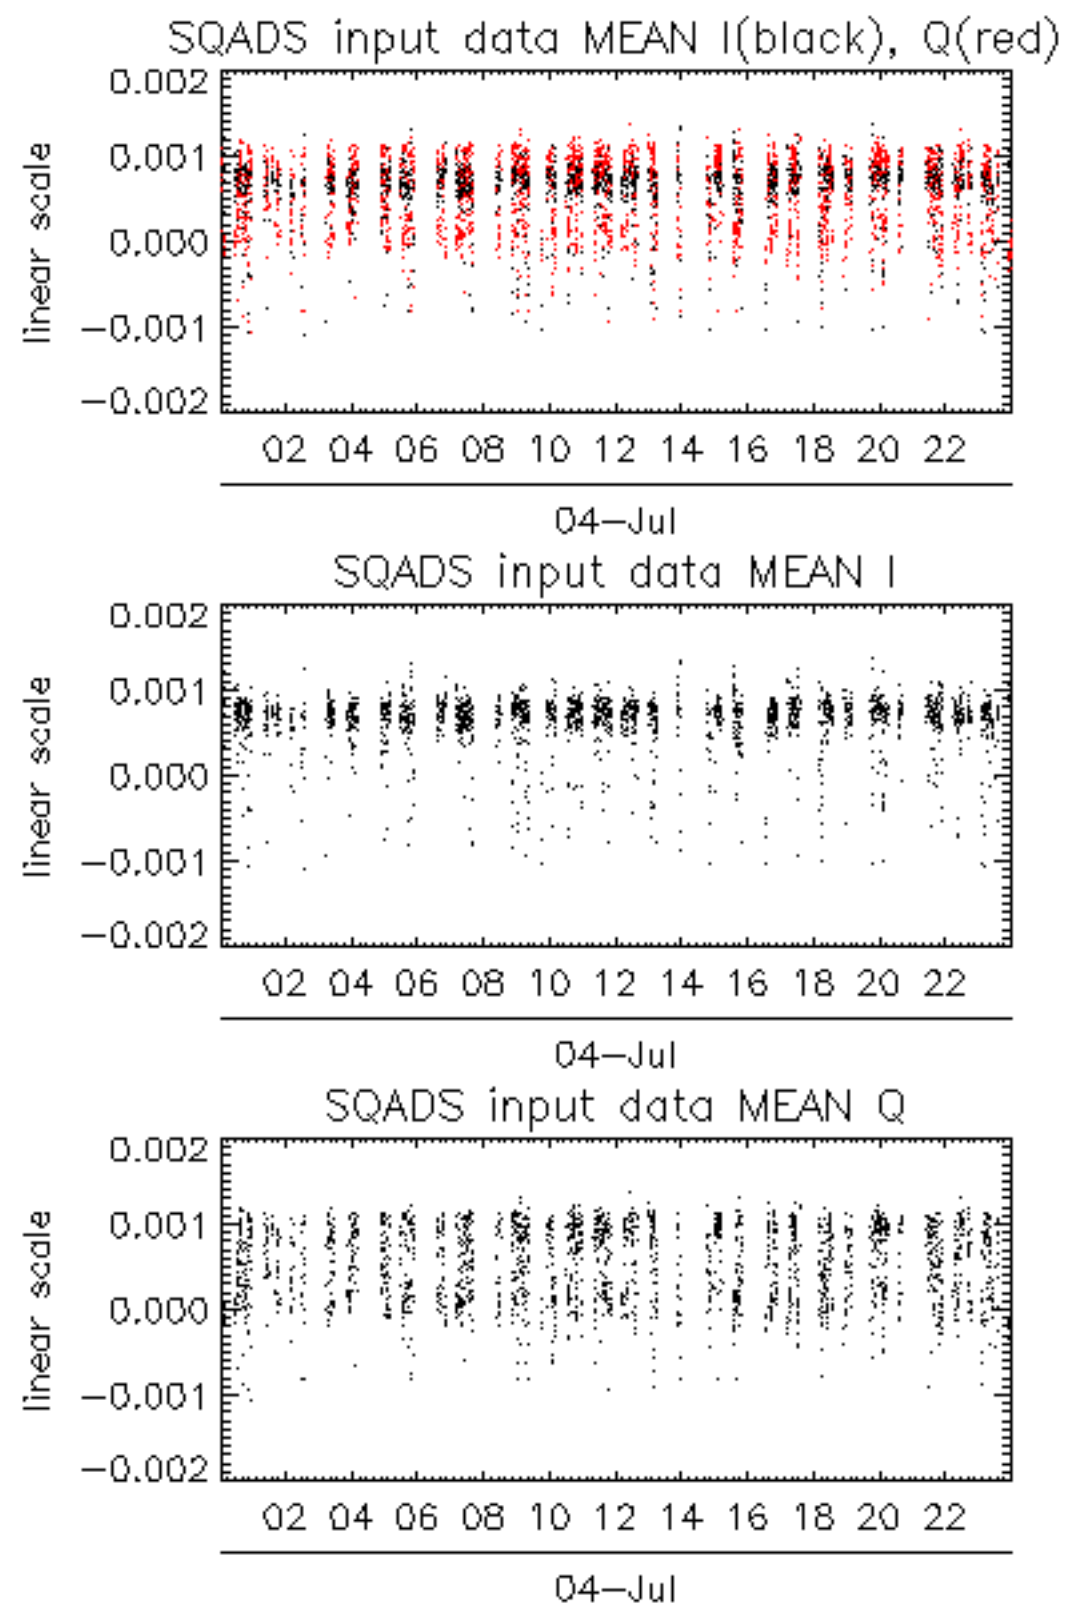 SQADS input data MEAN I(black), Q(red)
0.002
0.001
0.000
−0.001
−0.002
linear scale
02 04 06 08 10 12 14 16 18 20 22
04−Jul
SQADS input data MEAN I
0.002
0.001
0.000
−0.001
−0.002
linear scale
02 04 06 08 10 12 14 16 18 20 22
04−Jul
SQADS input data MEAN Q
0.002
0.001
0.000
−0.001
−0.002
linear scale
02 04 06 08 10 12 14 16 18 20 22
04−Jul